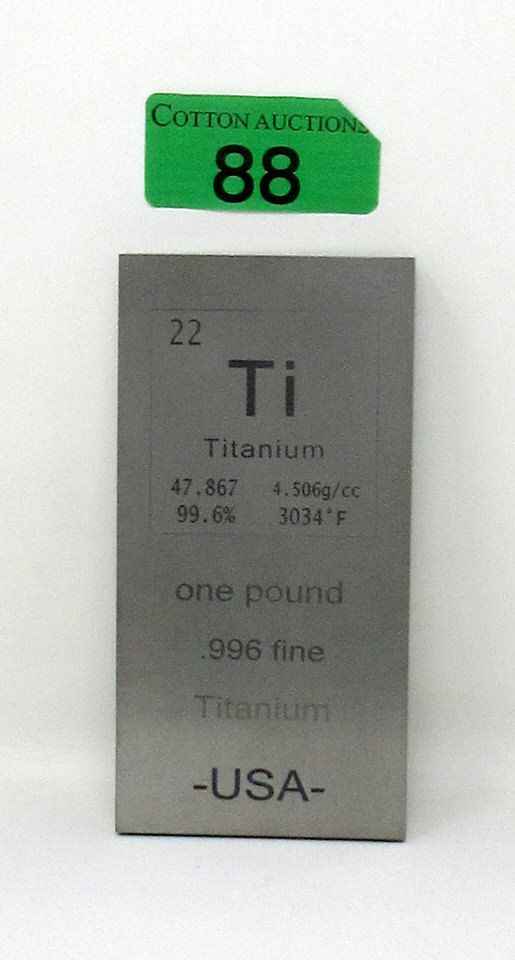 COTTON AUCTIONS
88
22
Ti
Titanium
47.867 4.506g/cc
99.6% 3034°F
one pound
.996 fine
Titanium
-USA-